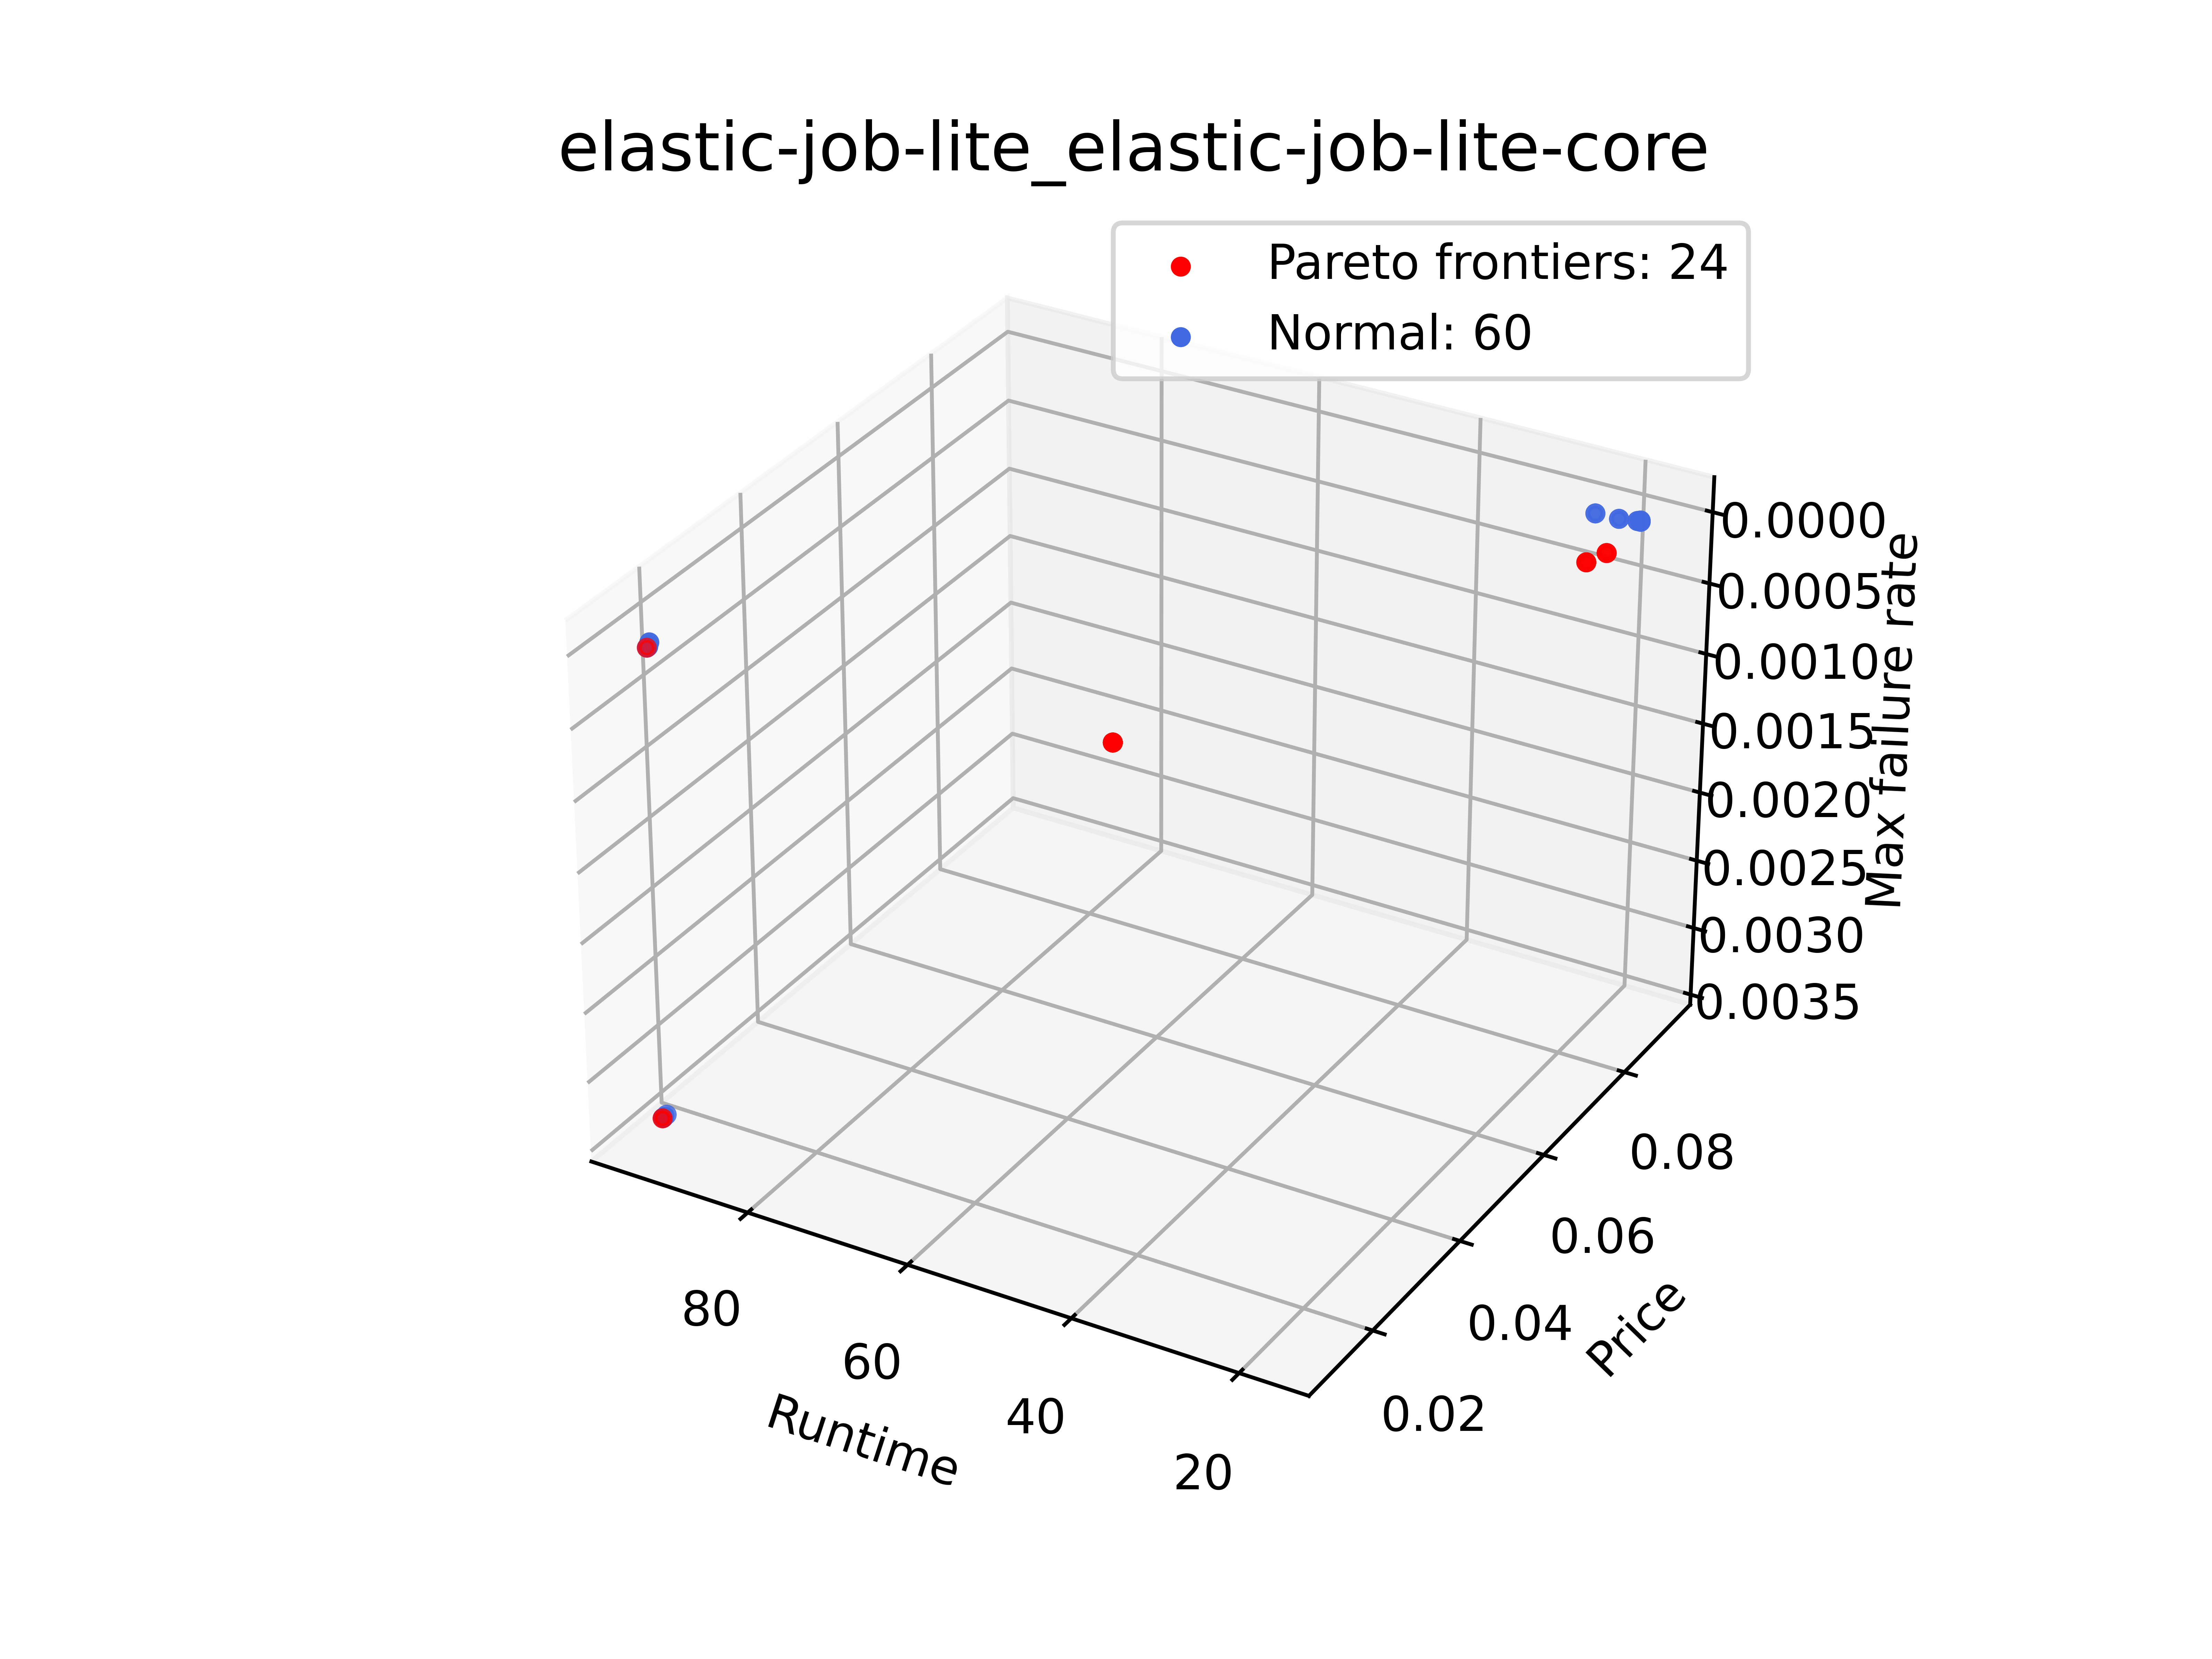 elastic-job-lite_elastic-job-lite-core
Pareto frontiers: 24
Normal: 60
0.0000
0.0005
0.0010
0.0015
0.0020
0.0025
0.0030
0.0035
Max failure rate
0.08
0.06
0.04
0.02
Price
80
60
40
20
Runtime